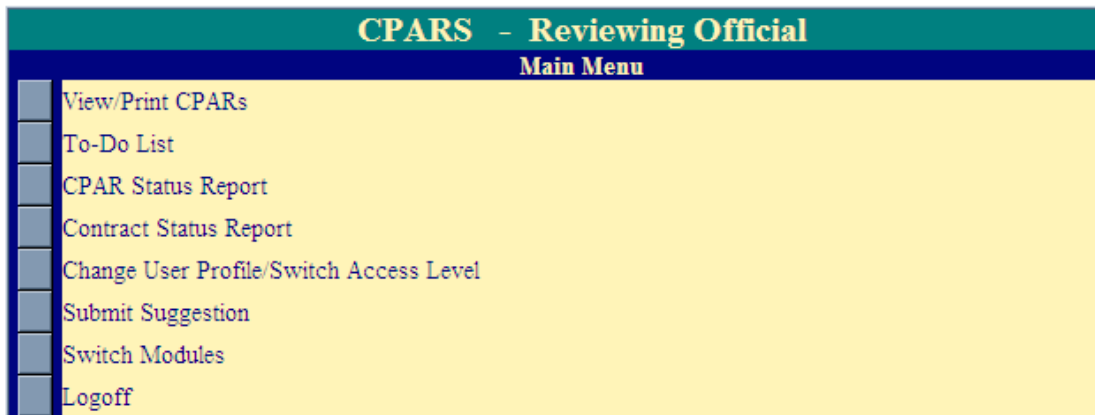 CPARS - Reviewing Official
Main Menu
View/Print CPARs
To-Do List
CPAR Status Report
Contract Status Report
Change User Profile/Switch Access Level
Submit Suggestion
Switch Modules
Logoff